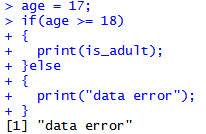 > age = 17;
> if(age >= 18)
+ {
+   print(is_adult);
+ }else
+ {
+   print("data error");
+ }
[1] "data error"